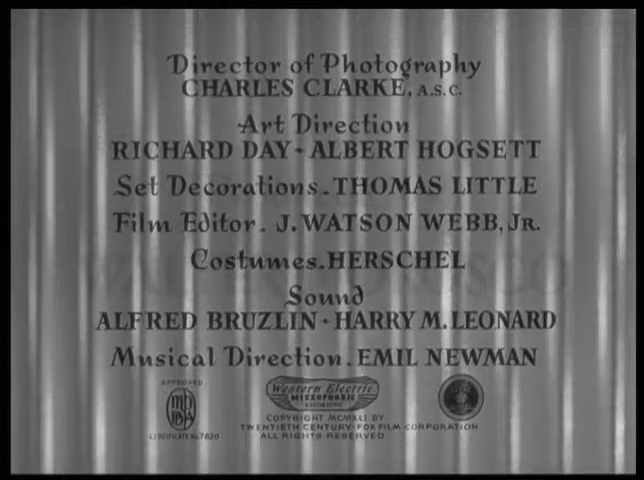 Director of Photography
CHARLES CLARKE, A.S.C.
Art Direction
RICHARD DAY - ALBERT HOGSETT
Set Decorations. THOMAS LITTLE
Film Editor. J. WATSON WEBB, JR.
Costumes. HERSCHEL
Sound
ALFRED BRUZLIN · HARRY M. LEONARD
Musical Direction. EMIL NEWMAN
APPROVED
CERTIFICATE No. 7620
Western Electric
MIRROPHONIC
RECORDING
COPYRIGHT MCMXLI BY
TWENTIETH CENTURY-FOX FILM CORPORATION
ALL RIGHTS RESERVED